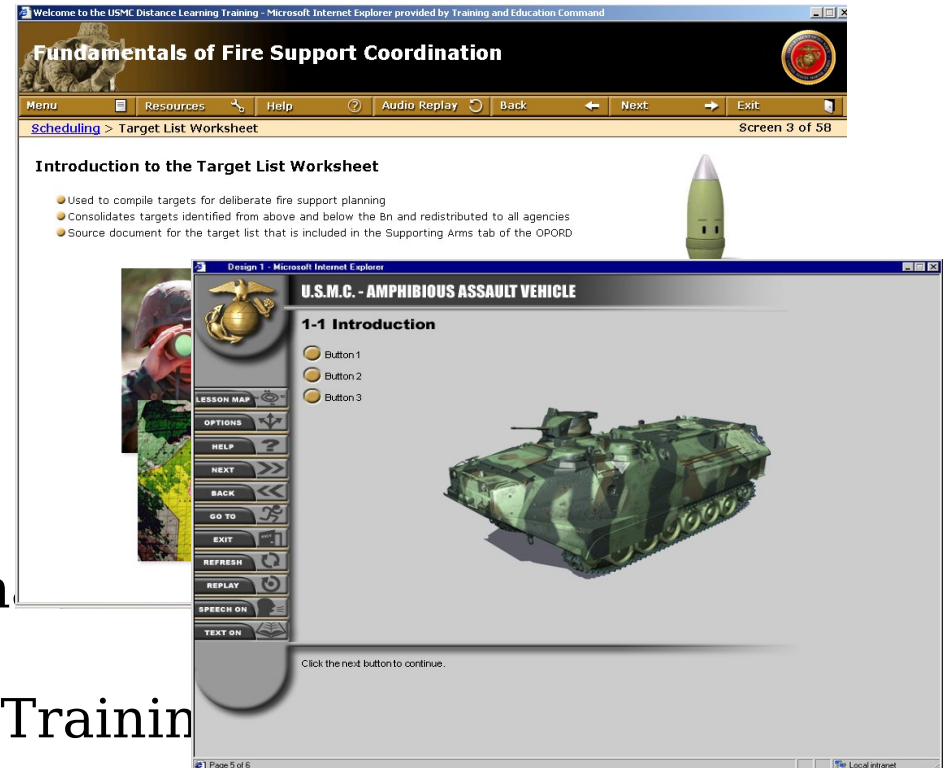 Welcome to the USMC Distance Learning Training - Microsoft Internet Explorer provided by Training and Education Command
Fundamentals of Fire Support Coordination
Menu Resources Help Audio Replay Back Next Exit
Scheduling > Target List Worksheet Screen 3 of 58
Introduction to the Target List Worksheet
Used to compile targets for deliberate fire support planning
Consolidates targets identified from above and below the Bn and redistributed to all agencies
Source document for the target list that is included in the Supporting Arms tab of the OPORD
Design 1 - Microsoft Internet Explorer
U.S.M.C. - AMPHIBIOUS ASSAULT VEHICLE
1-1 Introduction
Button 1
Button 2
Button 3
LESSON MAP
OPTIONS
HELP
NEXT
BACK
GO TO
EXIT
REFRESH
REPLAY
SPEECH ON
TEXT ON
Click the next button to continue.
Trainin
Page 5 of 6 Local intranet